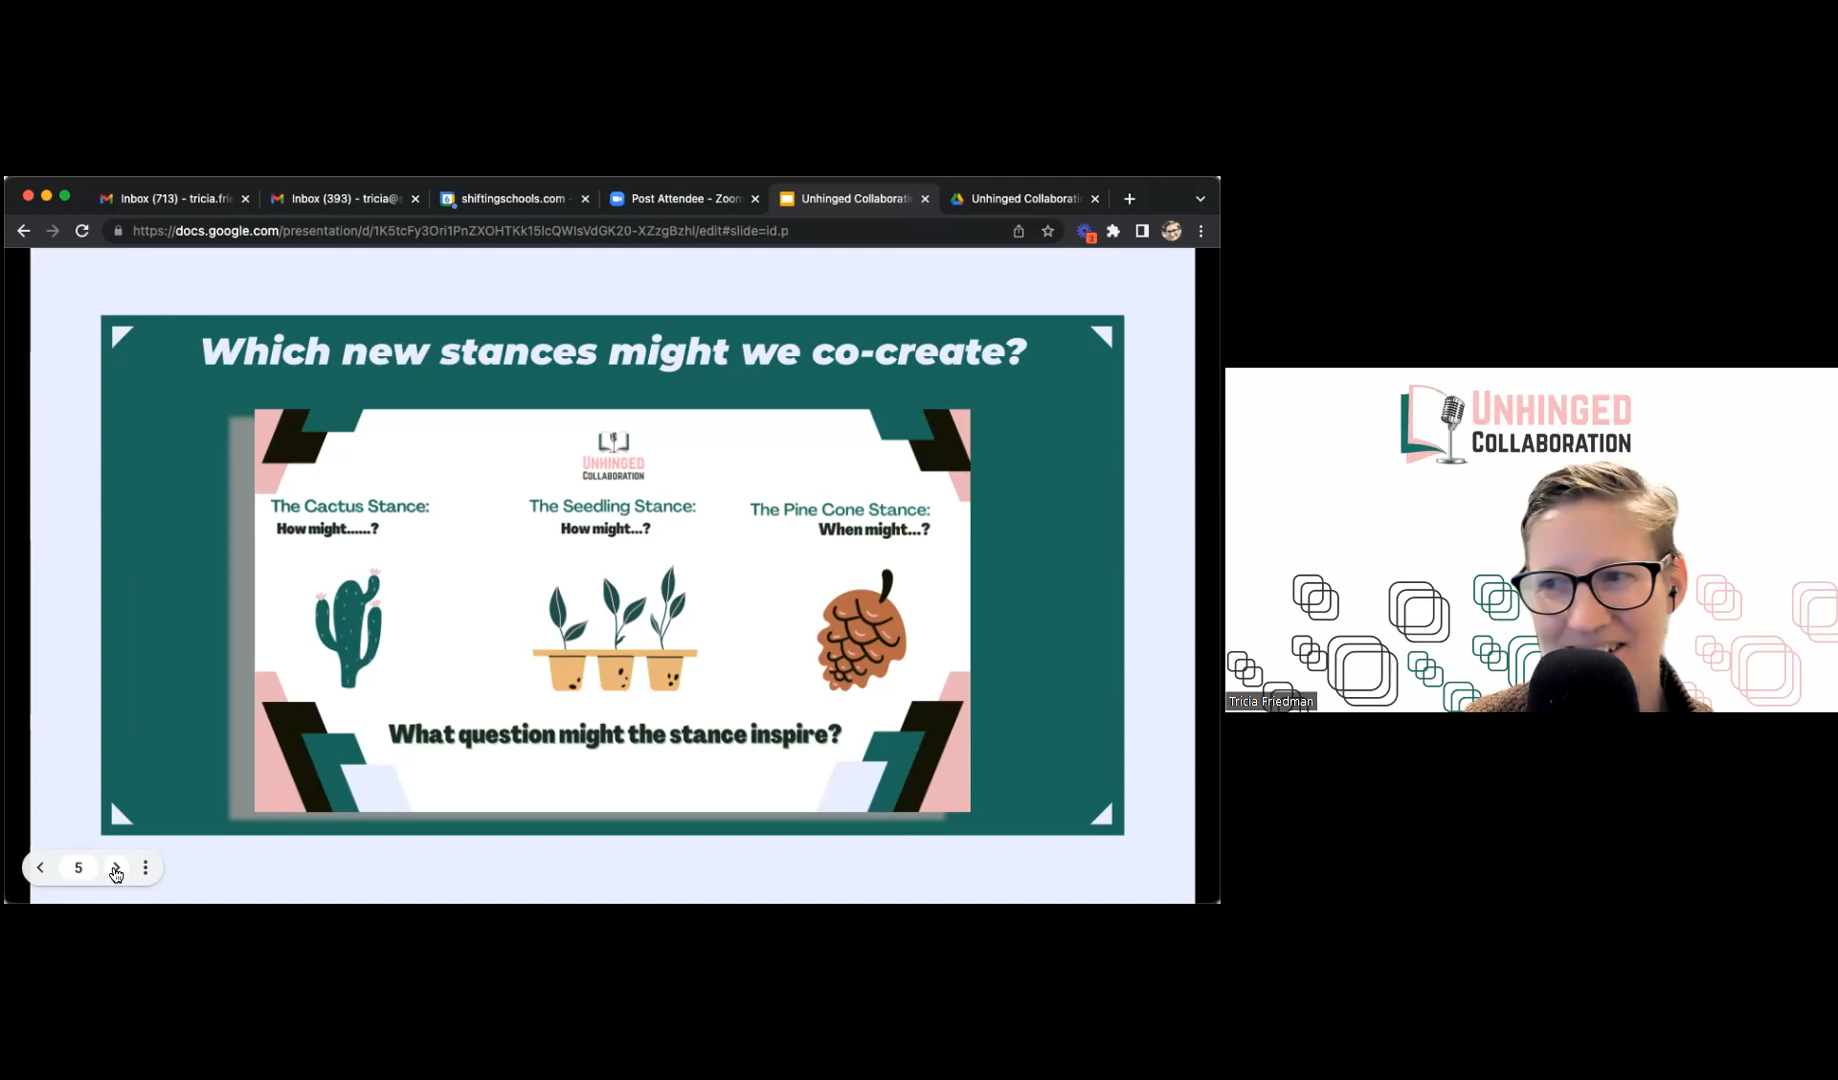 Inbox (713) - tricia.frie
Inbox (393) - tricia@s
6
shiftingschools.com -
Post Attendee - Zoom
Unhinged Collaborati
Unhinged Collaborati
https://docs.google.com/presentation/d/1K5tcFy3Ori1PnZXOHTKk15lcQWIsVdGK20-XZzgBzhI/edit#slide=id.p
3
Which new stances might we co-create?
UNHINGED
COLLABORATION
The Cactus Stance:
How might......?
The Seedling Stance:
How might...?
The Pine Cone Stance:
When might...?
What question might the stance inspire?
5
UNHINGED
COLLABORATION
Tricia Friedman